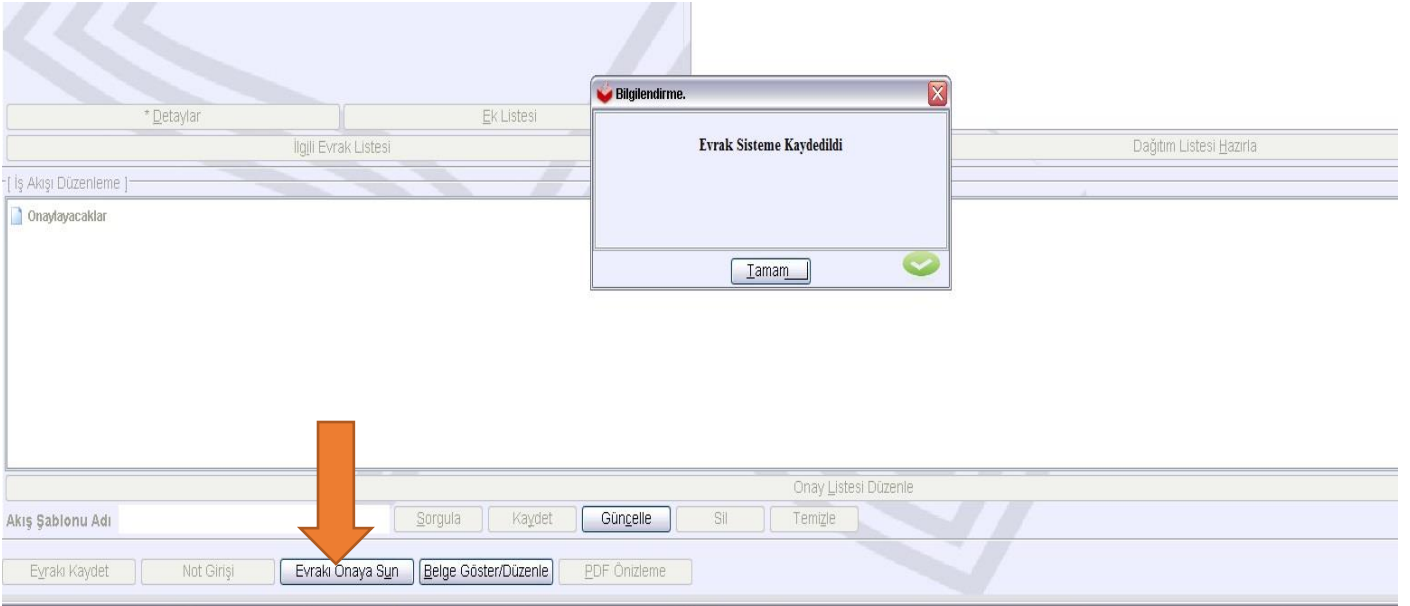 Bilgilendirme.
* Detaylar
Ek Listesi
Evrak Sisteme Kaydedildi
İlgili Evrak Listesi
Dağıtım Listesi Hazırla
[ İş Akışı Düzenleme ]
Onaylayacaklar
Tamam
Onay Listesi Düzenle
Akış Şablonu Adı Sorgula Kaydet Güncelle Sil Temizle
Evrakı Kaydet Not Girişi Evrakı Onaya Sun Belge Göster/Düzenle PDF Önizleme